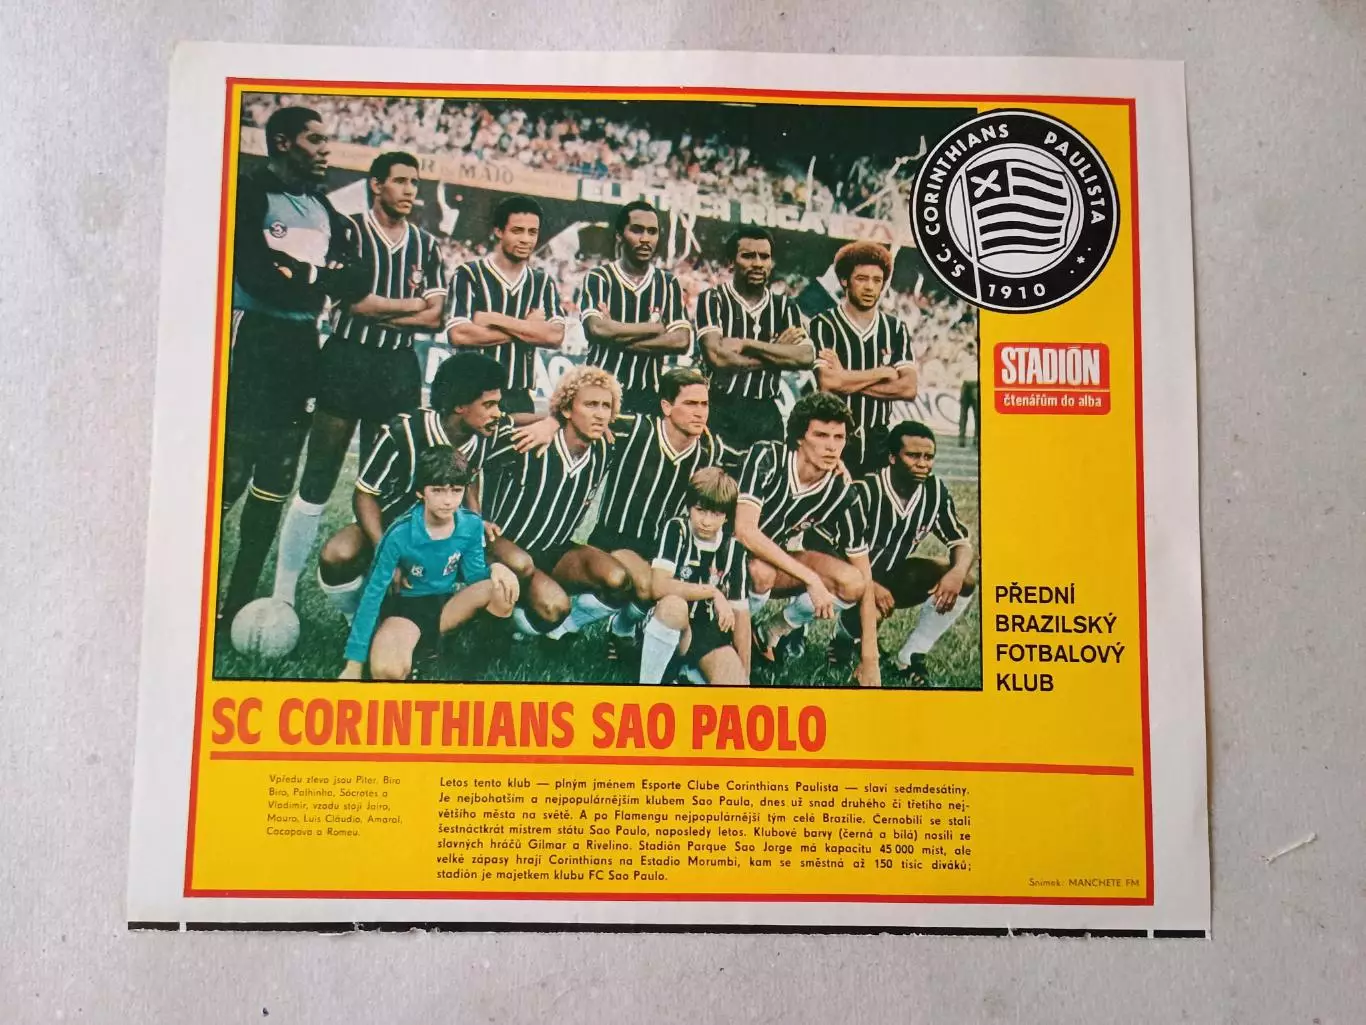 S.C. CORINTHIANS PAULISTA
1910
MAIO
STADIÓN
čtenářům do alba
PŘEDNÍ
BRAZILSKÝ
FOTBALOVÝ
KLUB
SC CORINTHIANS SAO PAOLO
Vpředu zleva jsou Piter, Biro
Biro, Palhinha, Sócrates a
Vladimir, vzadu stojí Jairo,
Mauro, Luis Cláudio, Amaral,
Cacapava a Romeu.
Letos tento klub — plným jménem Esporte Clube Corinthians Paulista — slaví sedmdesátiny.
Je nejbohatším a nejpopulárnějším klubem Sao Paula, dnes už snad druhého či třetího nej-
většího města na světě. A po Flamengu nejpopulárnější tým celé Brazílie. Černobílí se stali
šestnáctkrát mistrem státu Sao Paulo, naposledy letos. Klubové barvy (černá a bílá) nosili ze
slavných hráčů Gilmar a Rivelino. Stadión Parque Sao Jorge má kapacitu 45 000 míst, ale
velké zápasy hrají Corinthians na Estadio Morumbi, kam se směstná až 150 tisíc diváků;
stadión je majetkem klubu FC Sao Paulo.
Snímek: MANCHETE FM